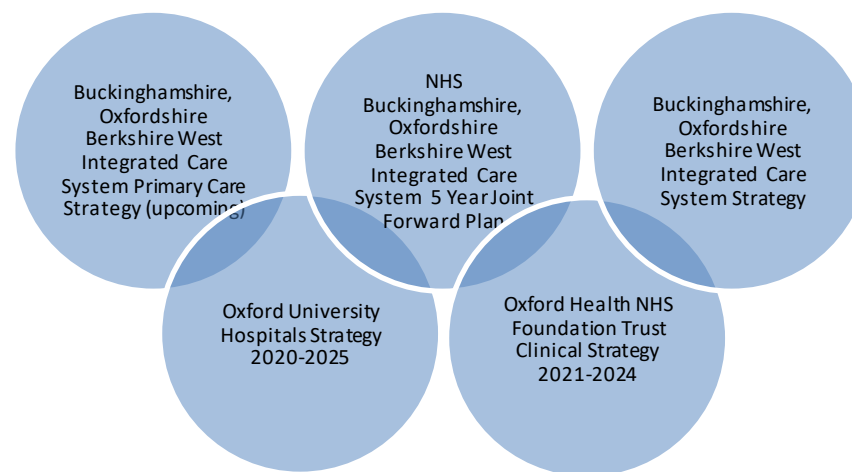 Buckinghamshire,
Oxfordshire
Berkshire West
Integrated Care
System Primary Care
Strategy (upcoming)
NHS
Buckinghamshire,
Oxfordshire
Berkshire West
Integrated Care
System 5 Year Joint
Forward Plan
Buckinghamshire,
Oxfordshire
Berkshire West
Integrated Care
System Strategy
Oxford University
Hospitals Strategy
2020-2025
Oxford Health NHS
Foundation Trust
Clinical Strategy
2021-2024